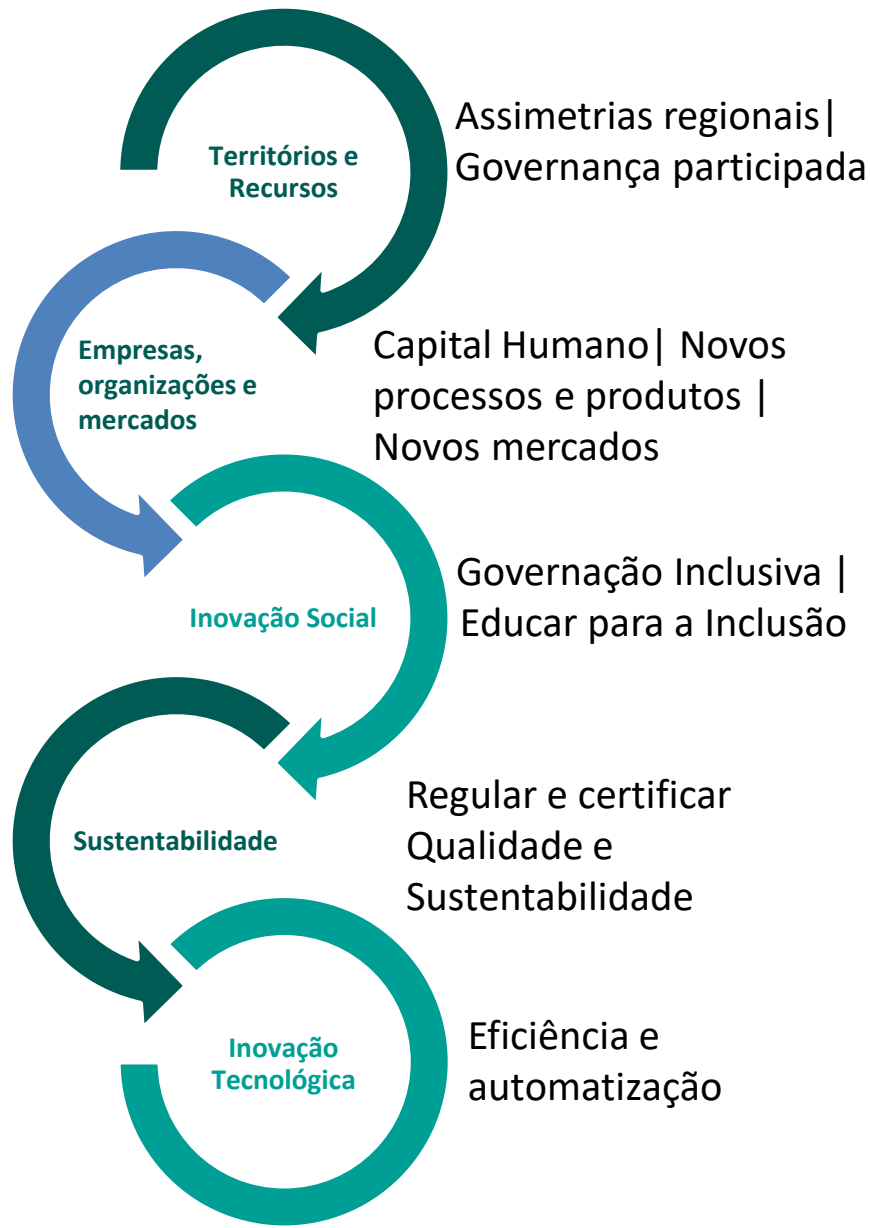 Territórios e
Recursos
Assimetrias regionais|
Governança participada
Empresas,
organizações e
mercados
Capital Humano| Novos
processos e produtos |
Novos mercados
Inovação Social
Governação Inclusiva |
Educar para a Inclusão
Sustentabilidade
Regular e certificar
Qualidade e
Sustentabilidade
Inovação
Tecnológica
Eficiência e
automatização